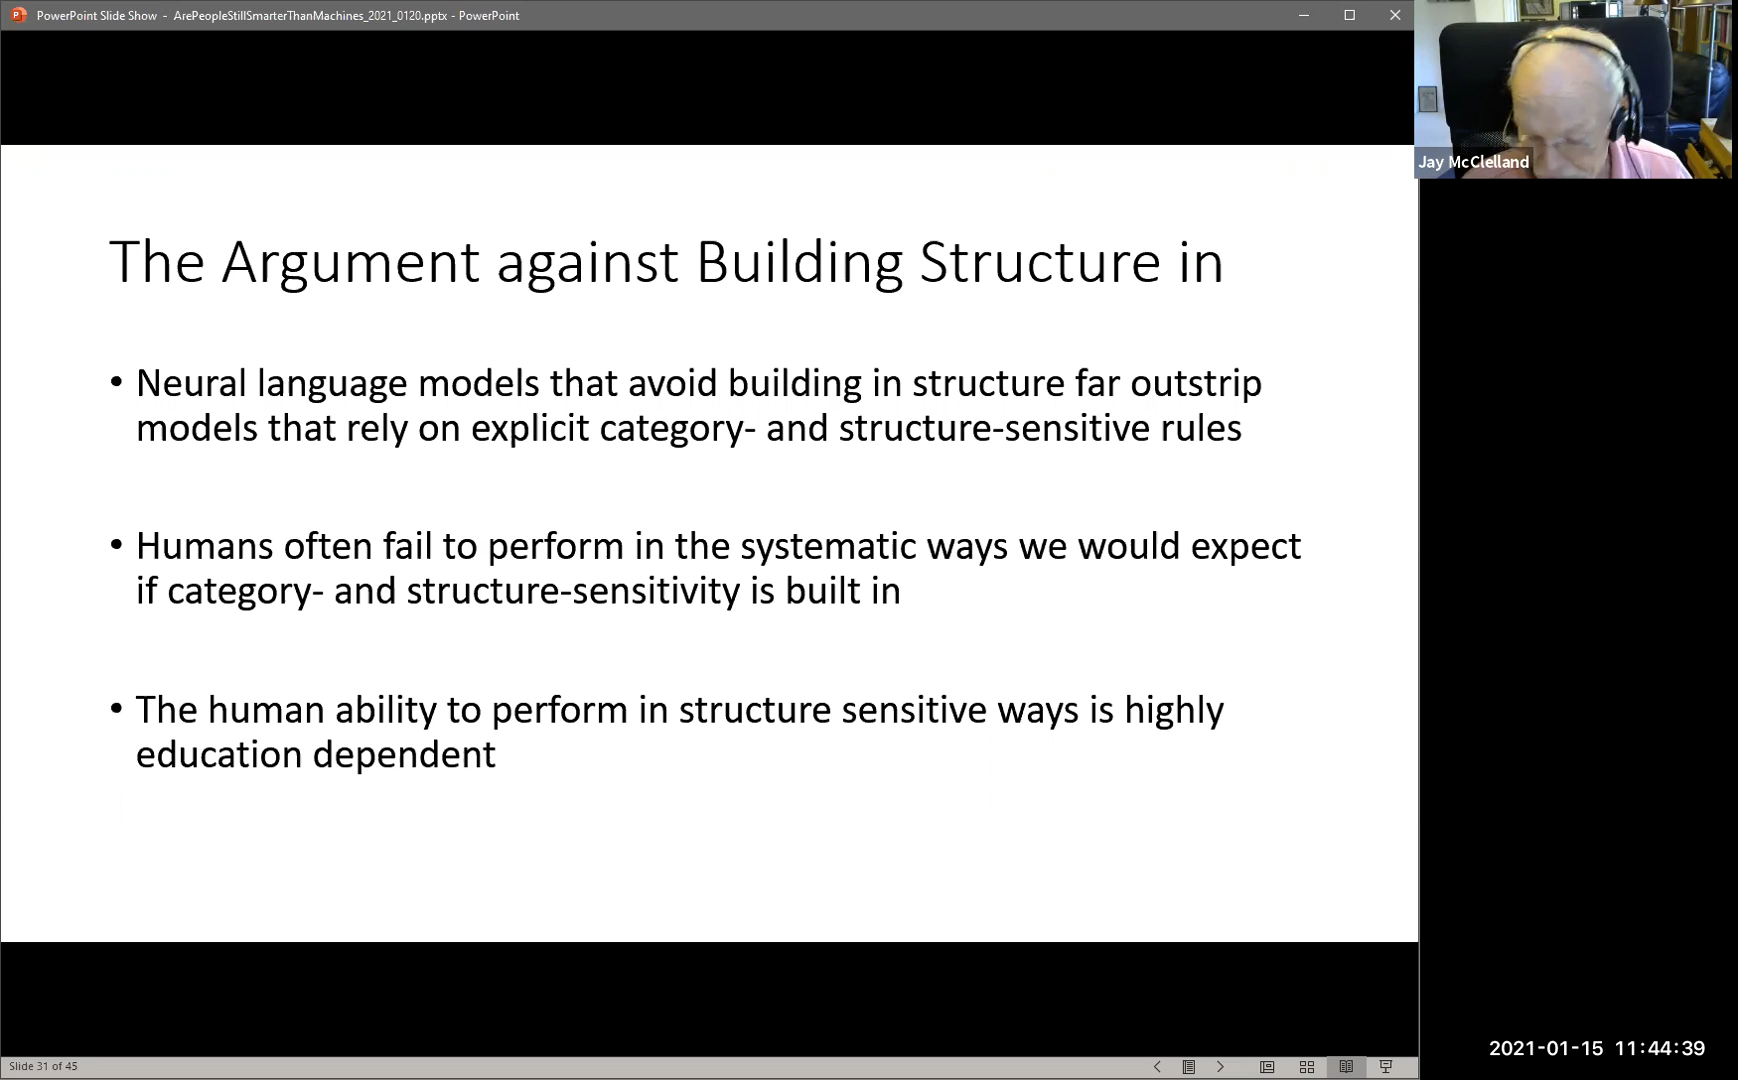 PowerPoint Slide Show - ArePeopleStillSmarterThanMachines_2021_0120.pptx - PowerPoint
Jay McClelland
The Argument against Building Structure in
• Neural language models that avoid building in structure far outstrip
models that rely on explicit category- and structure-sensitive rules
• Humans often fail to perform in the systematic ways we would expect
if category- and structure-sensitivity is built in
• The human ability to perform in structure sensitive ways is highly
education dependent
2021-01-15 11:44:39
Slide 31 of 45